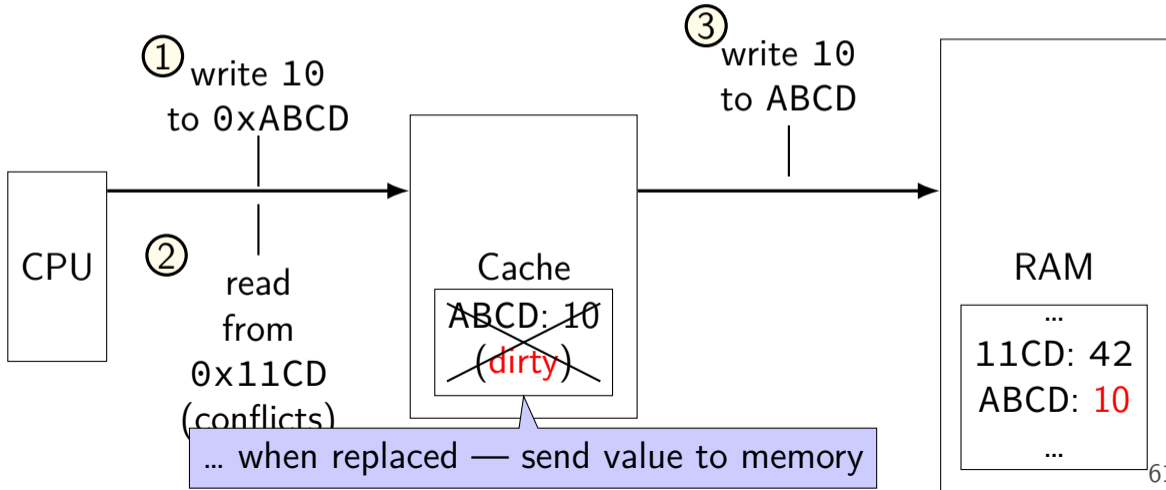 1
write 10
to 0xABCD
3
write 10
to ABCD
CPU
2
read
from
0x11CD
(conflicts)
Cache
ABCD: 10
(dirty)
... when replaced — send value to memory
RAM
...
11CD: 42
ABCD: 10
...